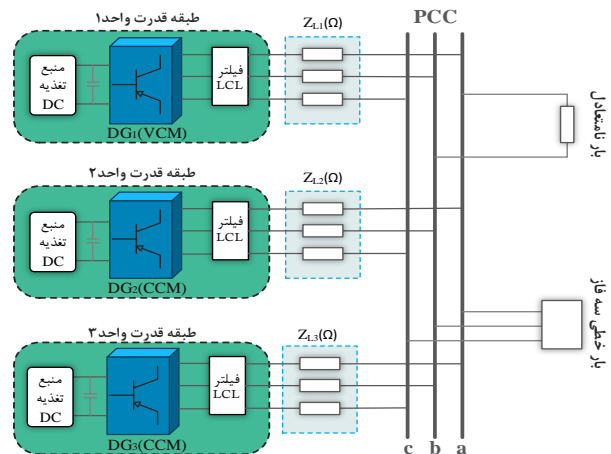 طبقه قدرت واحد۱
منبع
تغذیه
DC
فیلتر
LCL
DG1(VCM)
ZL1(Ω)
PCC
بار نامتعادل
طبقه قدرت واحد۲
منبع
تغذیه
DC
فیلتر
LCL
DG2(CCM)
ZL2(Ω)
بار خطی سه فاز
طبقه قدرت واحد۳
منبع
تغذیه
DC
فیلتر
LCL
DG3(CCM)
ZL3(Ω)
c b a